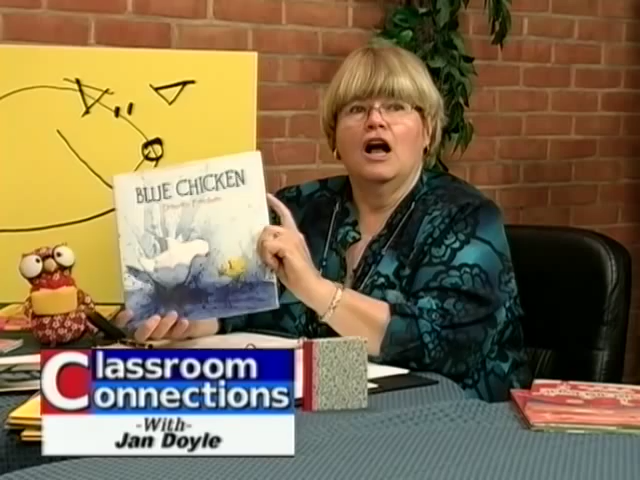 BLUE CHICKEN
Classroom
Connections
-With-
Jan Doyle